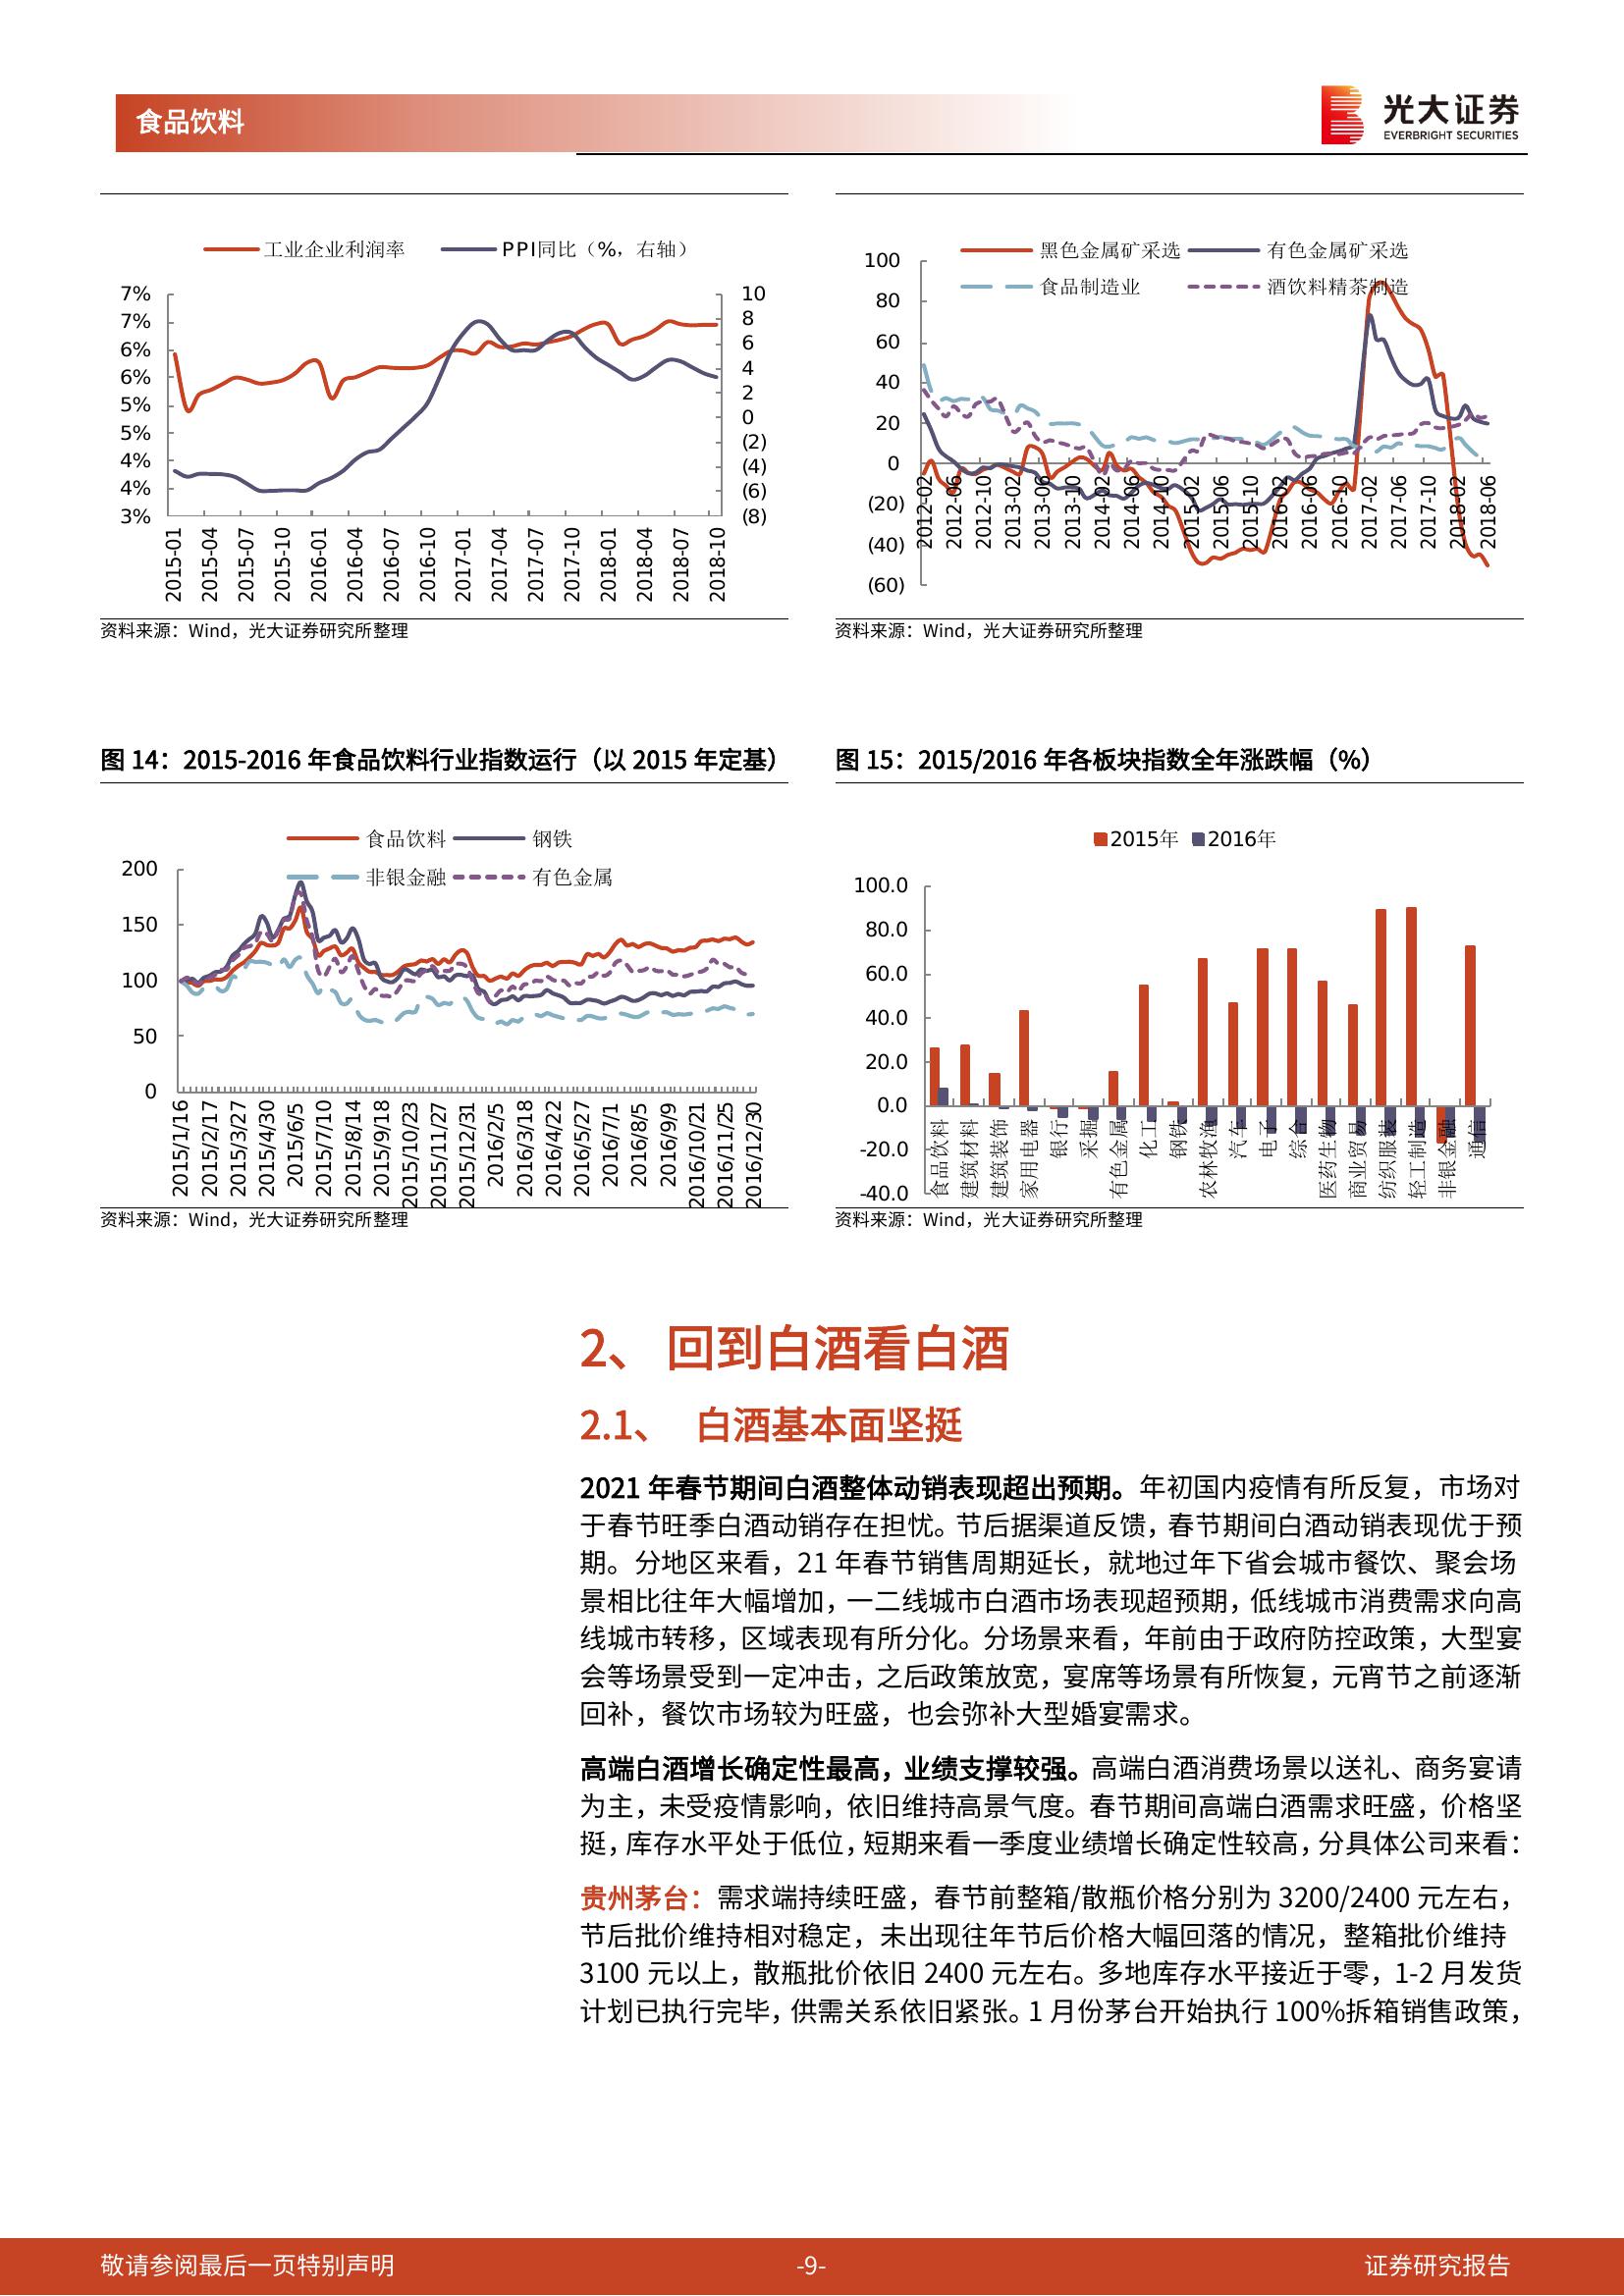 食品饮料
光大证券
EVERBRIGHT SECURITIES
工业企业利润率 PPI同比（%，右轴）
7%
7%
6%
6%
5%
5%
4%
4%
3%
10
8
6
4
2
0
(2)
(4)
(6)
(8)
2015-01
2015-04
2015-07
2015-10
2016-01
2016-04
2016-07
2016-10
2017-01
2017-04
2017-07
2017-10
2018-01
2018-04
2018-07
2018-10
资料来源：Wind，光大证券研究所整理
黑色金属矿采选 有色金属矿采选
食品制造业 酒饮料精茶制造
100
80
60
40
20
0
(20)
(40)
(60)
2012-02
2012-06
2012-10
2013-02
2013-06
2013-10
2014-02
2014-06
2014-10
2015-02
2015-06
2015-10
2016-02
2016-06
2016-10
2017-02
2017-06
2017-10
2018-02
2018-06
资料来源：Wind，光大证券研究所整理
图 14：2015-2016 年食品饮料行业指数运行（以 2015 年定基）
食品饮料 钢铁
非银金融 有色金属
200
150
100
50
0
2015/1/16
2015/2/17
2015/3/27
2015/4/30
2015/6/5
2015/7/10
2015/8/14
2015/9/18
2015/10/23
2015/11/27
2015/12/31
2016/2/5
2016/3/18
2016/4/22
2016/5/27
2016/7/1
2016/8/5
2016/9/9
2016/10/21
2016/11/25
2016/12/30
资料来源：Wind，光大证券研究所整理
图 15：2015/2016 年各板块指数全年涨跌幅（%）
2015年 2016年
100.0
80.0
60.0
40.0
20.0
0.0
-20.0
-40.0
食品饮料
建筑材料
建筑装饰
家用电器
银行
采掘
有色金属
化工
钢铁
农林牧渔
汽车
电子
综合
医药生物
商业贸易
纺织服装
轻工制造
非银金融
通信
资料来源：Wind，光大证券研究所整理
2、 回到白酒看白酒
2.1、 白酒基本面坚挺
2021 年春节期间白酒整体动销表现超出预期。年初国内疫情有所反复，市场对
于春节旺季白酒动销存在担忧。节后据渠道反馈，春节期间白酒动销表现优于预
期。分地区来看，21 年春节销售周期延长，就地过年下省会城市餐饮、聚会场
景相比往年大幅增加，一二线城市白酒市场表现超预期，低线城市消费需求向高
线城市转移，区域表现有所分化。分场景来看，年前由于政府防控政策，大型宴
会等场景受到一定冲击，之后政策放宽，宴席等场景有所恢复，元宵节之前逐渐
回补，餐饮市场较为旺盛，也会弥补大型婚宴需求。
高端白酒增长确定性最高，业绩支撑较强。高端白酒消费场景以送礼、商务宴请
为主，未受疫情影响，依旧维持高景气度。春节期间高端白酒需求旺盛，价格坚
挺，库存水平处于低位，短期来看一季度业绩增长确定性较高，分具体公司来看：
贵州茅台：需求端持续旺盛，春节前整箱/散瓶价格分别为 3200/2400 元左右，
节后批价维持相对稳定，未出现往年节后价格大幅回落的情况，整箱批价维持
3100 元以上，散瓶批价依旧 2400 元左右。多地库存水平接近于零，1-2 月发货
计划已执行完毕，供需关系依旧紧张。1 月份茅台开始执行 100%拆箱销售政策，
敬请参阅最后一页特别声明
-9-
证券研究报告